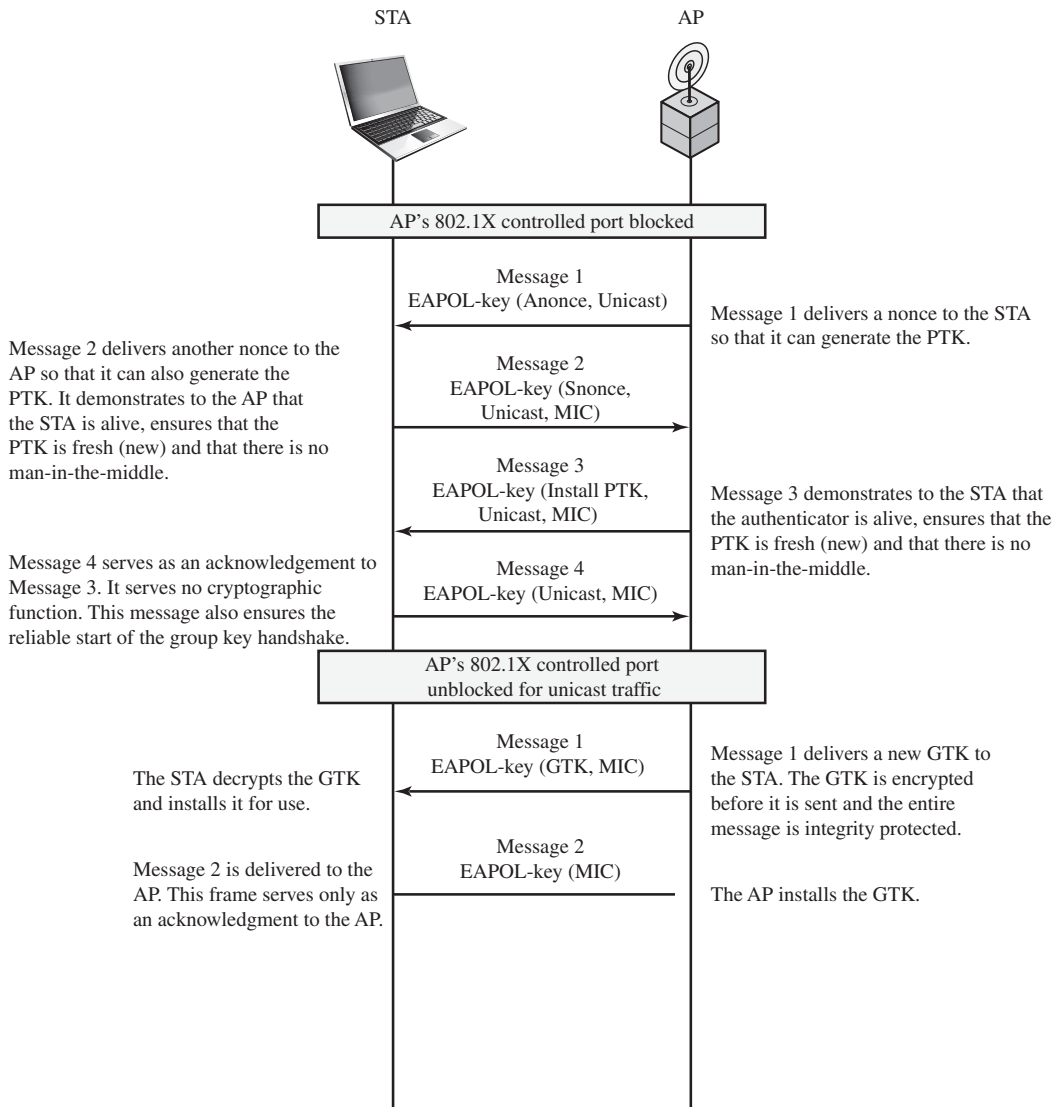 STA
AP
AP's 802.1X controlled port blocked
Message 1
EAPOL-key (Anonce, Unicast)
Message 1 delivers a nonce to the STA
so that it can generate the PTK.
Message 2 delivers another nonce to the
AP so that it can also generate the
PTK. It demonstrates to the AP that
the STA is alive, ensures that the
PTK is fresh (new) and that there is no
man-in-the-middle.
Message 2
EAPOL-key (Snonce,
Unicast, MIC)
Message 3
EAPOL-key (Install PTK,
Unicast, MIC)
Message 3 demonstrates to the STA that
the authenticator is alive, ensures that the
PTK is fresh (new) and that there is no
man-in-the-middle.
Message 4 serves as an acknowledgement to
Message 3. It serves no cryptographic
function. This message also ensures the
reliable start of the group key handshake.
Message 4
EAPOL-key (Unicast, MIC)
AP's 802.1X controlled port
unblocked for unicast traffic
Message 1
EAPOL-key (GTK, MIC)
Message 1 delivers a new GTK to
the STA. The GTK is encrypted
before it is sent and the entire
message is integrity protected.
The STA decrypts the GTK
and installs it for use.
Message 2
EAPOL-key (MIC)
Message 2 is delivered to the
AP. This frame serves only as
an acknowledgment to the AP.
The AP installs the GTK.